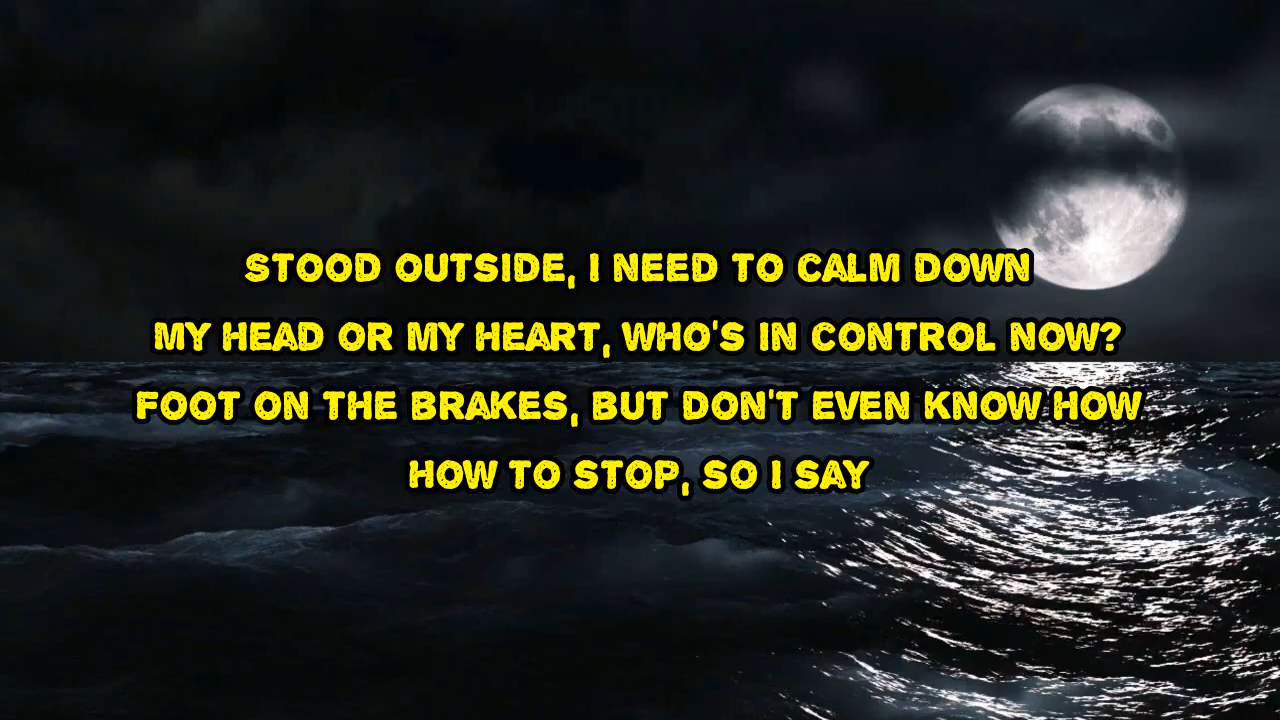 STOOD OUTSIDE, I NEED TO CALM DOWN
MY HEAD OR MY HEART, WHO'S IN CONTROL NOW?
FOOT ON THE BRAKES, BUT DON'T EVEN KNOW HOW
HOW TO STOP, SO I SAY